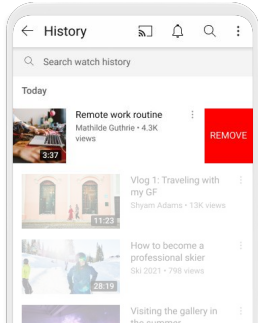 History
Search watch history
Today
Remote work routine
Mathilde Guthrie • 4.3K
views
REMOVE
3:37
Vlog 1: Traveling with
my GF
Shyam Adams • 13K views
11:23
How to become a
professional skier
Ski 2021 • 798 views
28:19
Visiting the gallery in
the summer